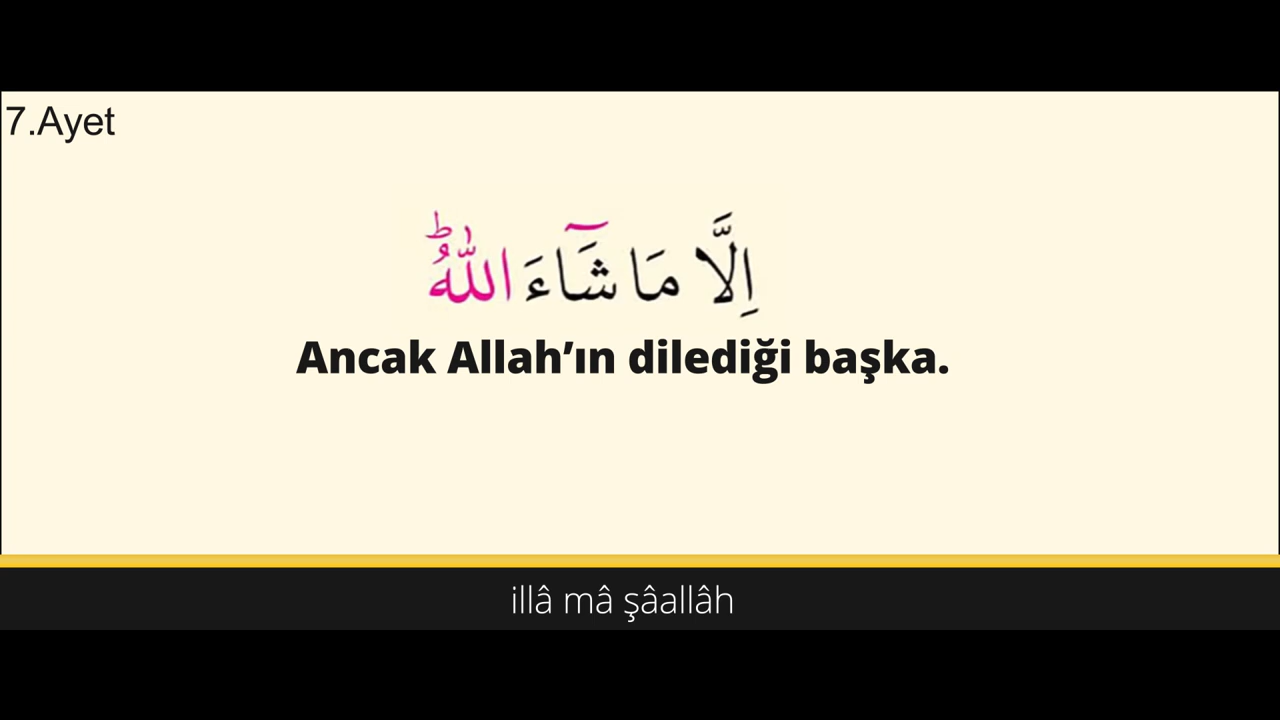 7.Ayet
اِلَّا مَا شَٓاءَ اللّٰهُؕ
Ancak Allah’ın dilediği başka.
illâ mâ şâallâh